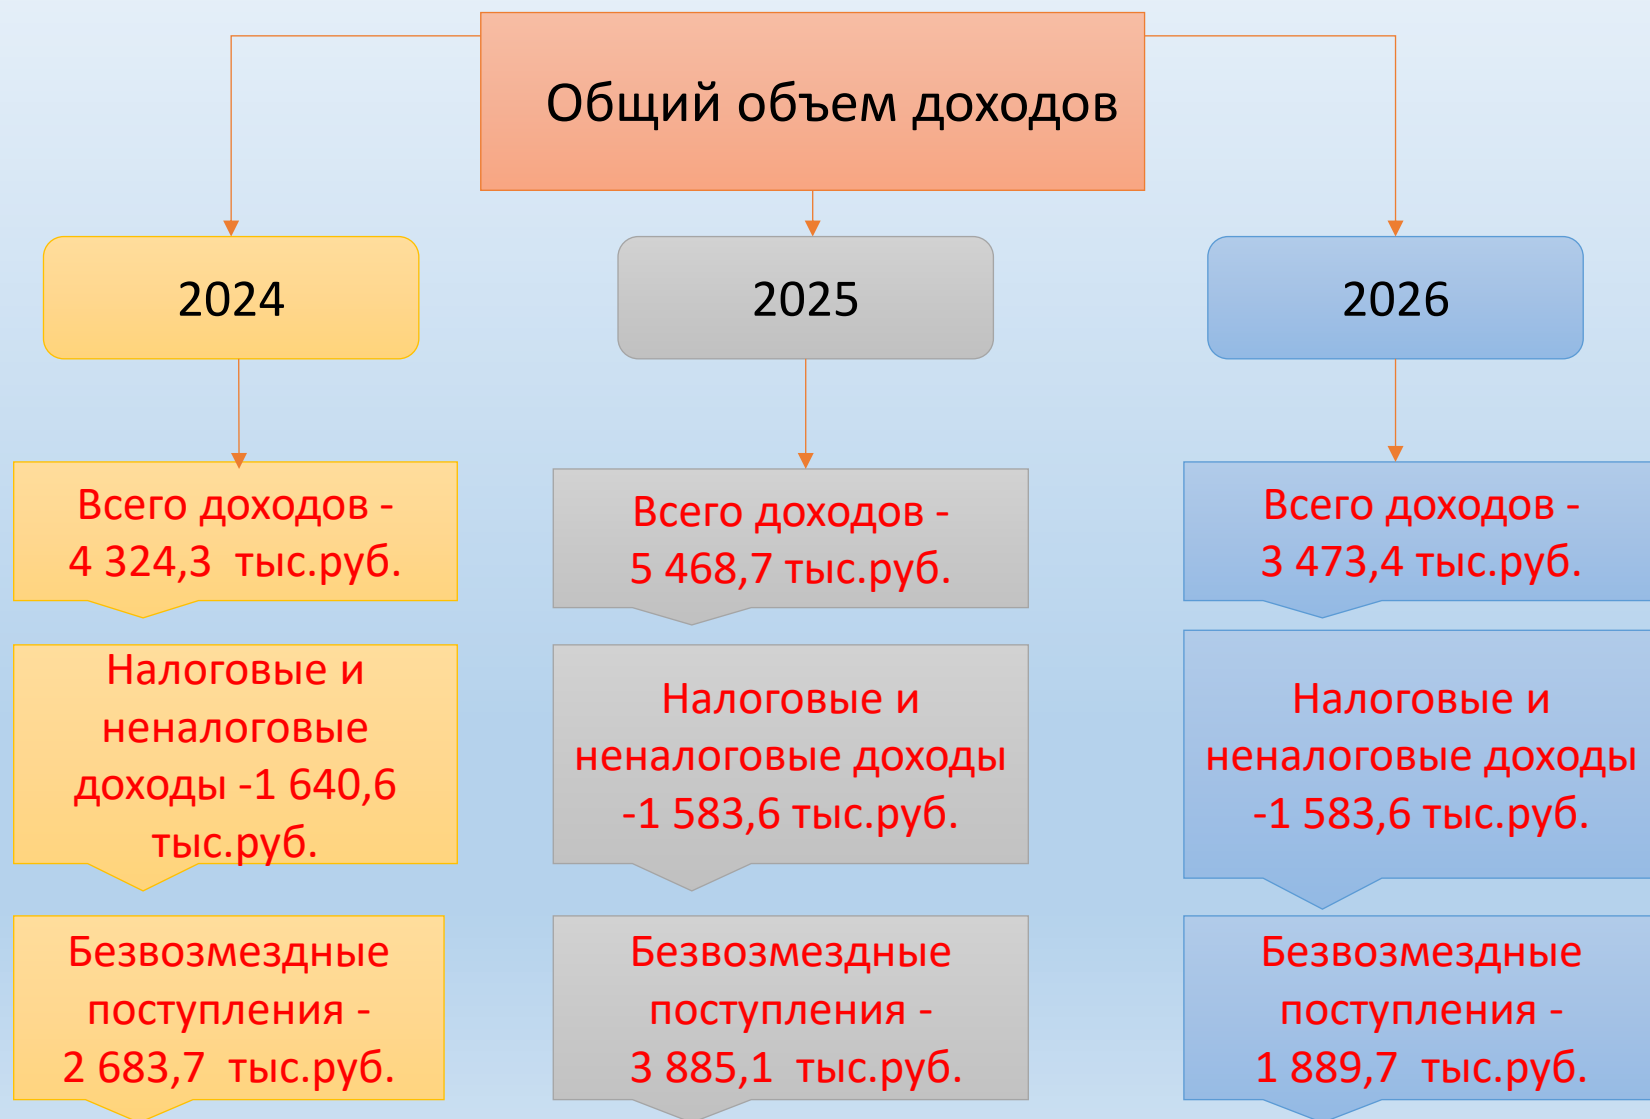 Общий объем доходов
2024
2025
2026
Всего доходов -
4 324,3  тыс.руб.
Всего доходов -
5 468,7 тыс.руб.
Всего доходов -
3 473,4 тыс.руб.
Налоговые и
неналоговые
доходы -1 640,6
тыс.руб.
Налоговые и
неналоговые доходы
-1 583,6 тыс.руб.
Налоговые и
неналоговые доходы
-1 583,6 тыс.руб.
Безвозмездные
поступления -
2 683,7  тыс.руб.
Безвозмездные
поступления -
3 885,1  тыс.руб.
Безвозмездные
поступления -
1 889,7  тыс.руб.